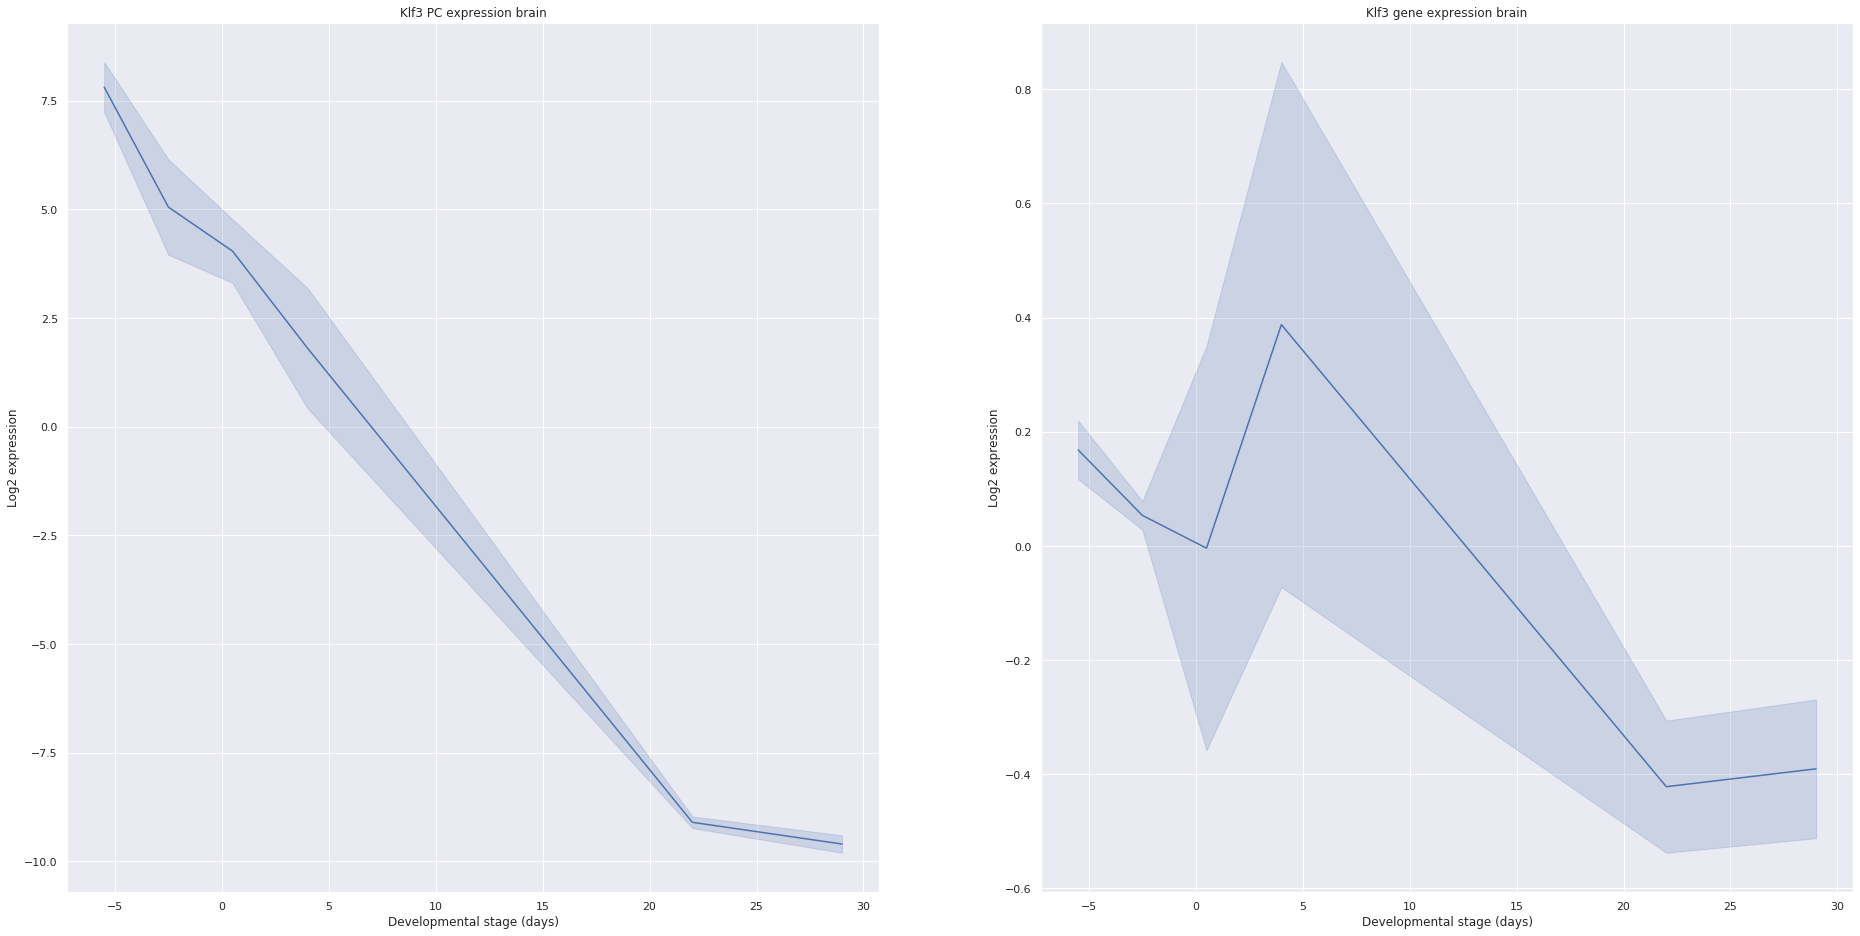 Klf3 PC expression brain
Log2 expression
7.5
5.0
2.5
0.0
−2.5
−5.0
−7.5
−10.0
−5 0 5 10 15 20 25 30
Developmental stage (days)
Klf3 gene expression brain
Log2 expression
0.8
0.6
0.4
0.2
0.0
−0.2
−0.4
−0.6
−5 0 5 10 15 20 25 30
Developmental stage (days)